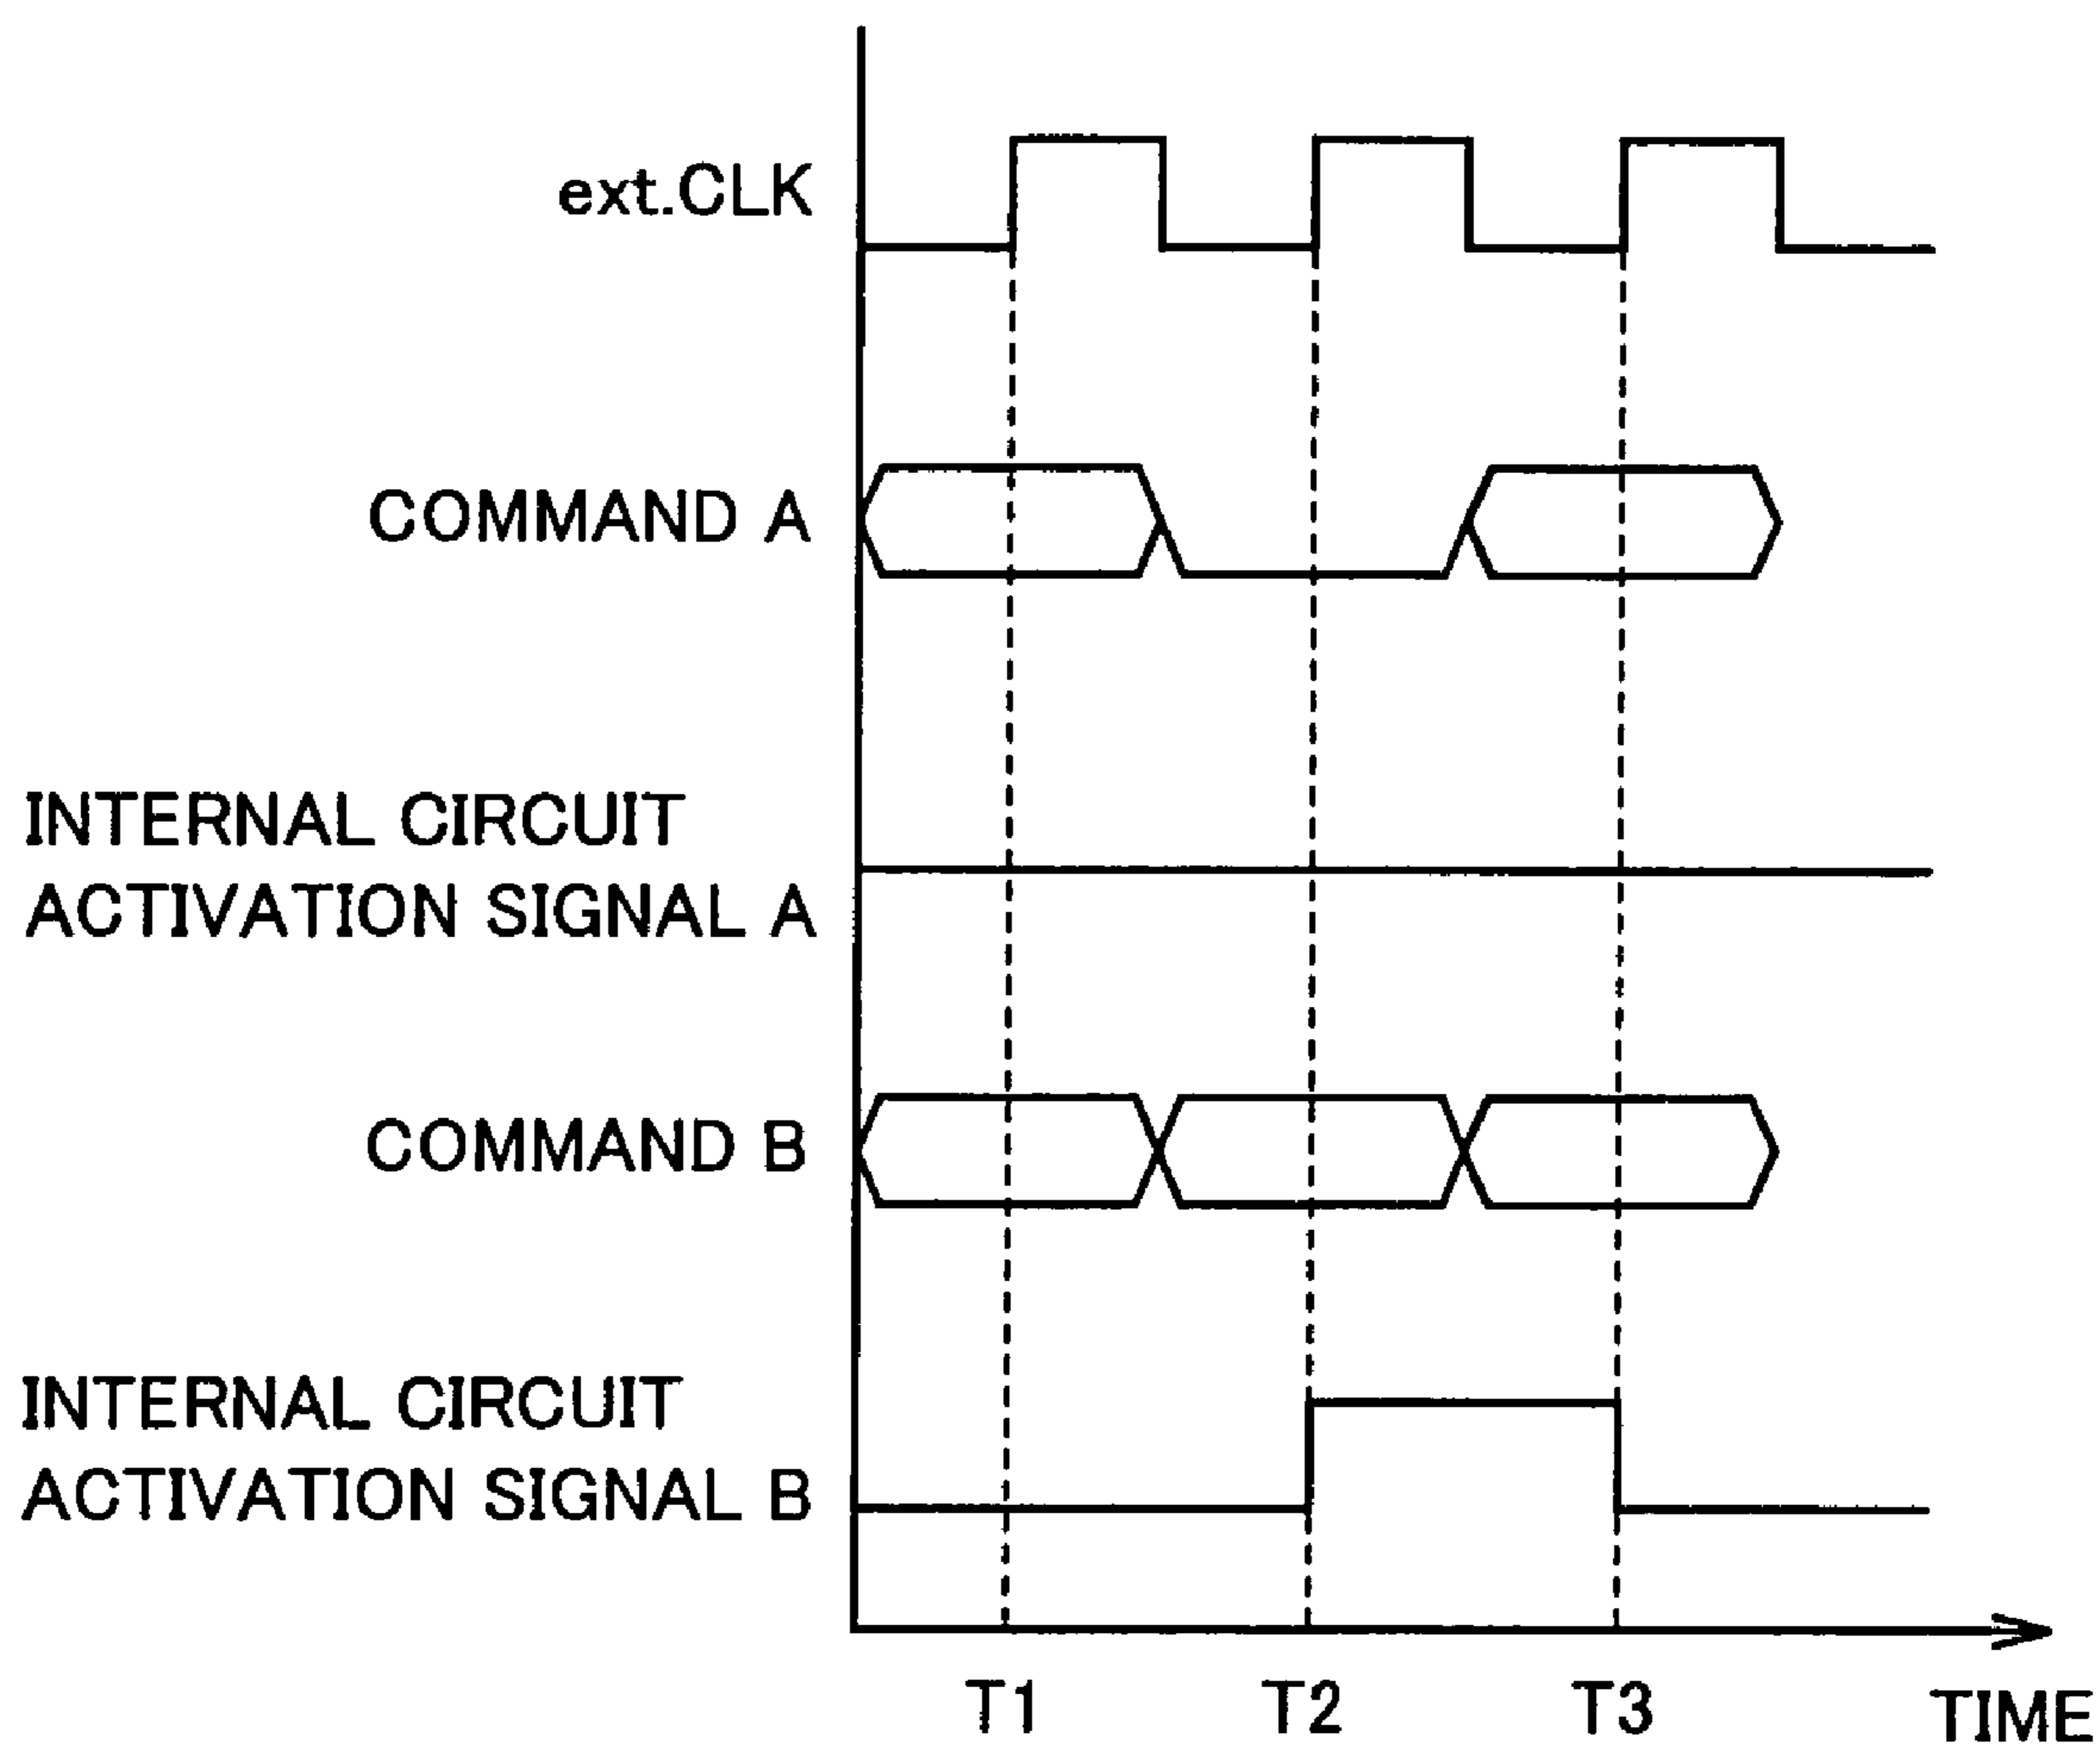 ext.CLK
COMMAND A
INTERNAL CIRCUIT
ACTIVATION SIGNAL A
COMMAND B
INTERNAL CIRCUIT
ACTIVATION SIGNAL B
T1 T2 T3 TIME